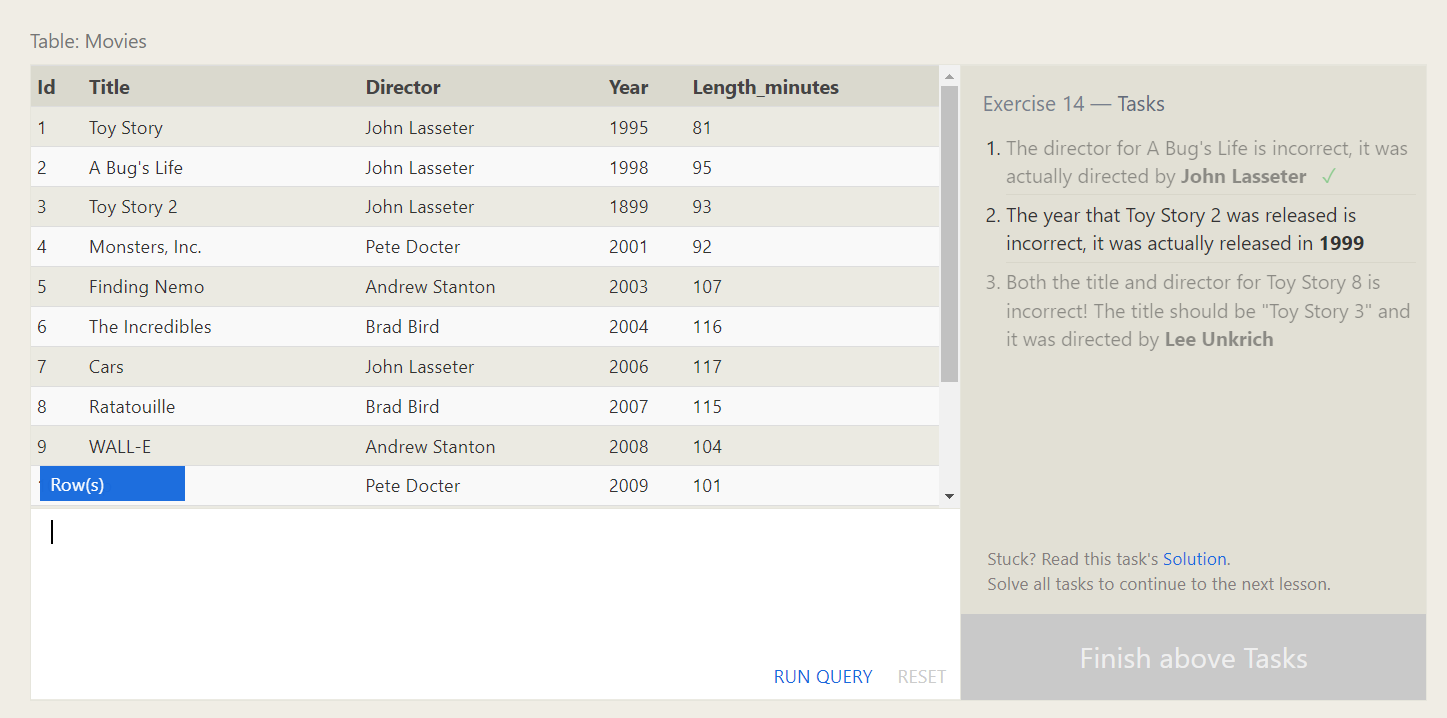 Table: Movies
Id Title Director Year Length_minutes
1 Toy Story John Lasseter 1995 81
2 A Bug's Life John Lasseter 1998 95
3 Toy Story 2 John Lasseter 1899 93
4 Monsters, Inc. Pete Docter 2001 92
5 Finding Nemo Andrew Stanton 2003 107
6 The Incredibles Brad Bird 2004 116
7 Cars John Lasseter 2006 117
8 Ratatouille Brad Bird 2007 115
9 WALL-E Andrew Stanton 2008 104
Row(s) Pete Docter 2009 101
RUN QUERY RESET
Exercise 14 — Tasks
1. The director for A Bug's Life is incorrect, it was
actually directed by John Lasseter ✓
2. The year that Toy Story 2 was released is
incorrect, it was actually released in 1999
3. Both the title and director for Toy Story 8 is
incorrect! The title should be "Toy Story 3" and
it was directed by Lee Unkrich
Stuck? Read this task's Solution.
Solve all tasks to continue to the next lesson.
Finish above Tasks